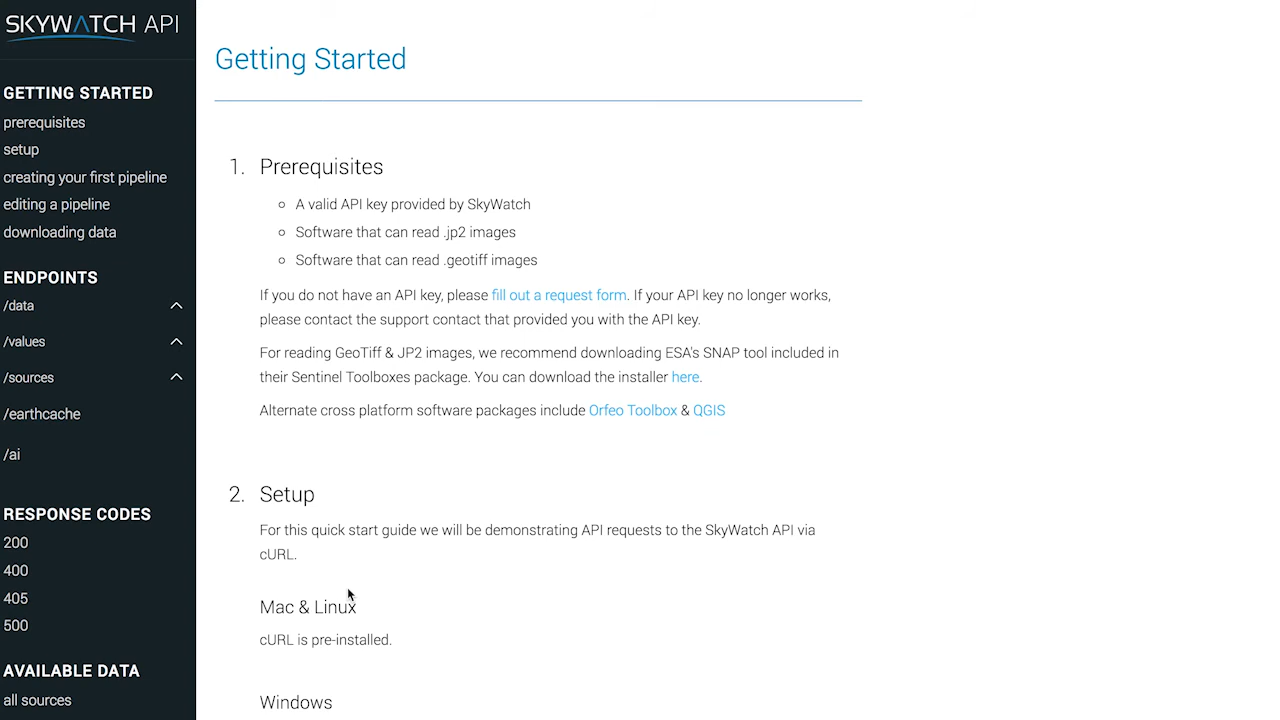 SKYWATCH API
GETTING STARTED
prerequisites
setup
creating your first pipeline
editing a pipeline
downloading data
ENDPOINTS
/data
/values
/sources
/earthcache
/ai
RESPONSE CODES
200
400
405
500
AVAILABLE DATA
all sources
Getting Started
1. Prerequisites
A valid API key provided by SkyWatch
Software that can read .jp2 images
Software that can read .geotiff images
If you do not have an API key, please fill out a request form. If your API key no longer works,
please contact the support contact that provided you with the API key.
For reading GeoTiff & JP2 images, we recommend downloading ESA's SNAP tool included in
their Sentinel Toolboxes package. You can download the installer here.
Alternate cross platform software packages include Orfeo Toolbox & QGIS
2. Setup
For this quick start guide we will be demonstrating API requests to the SkyWatch API via
cURL.
Mac & Linux
cURL is pre-installed.
Windows